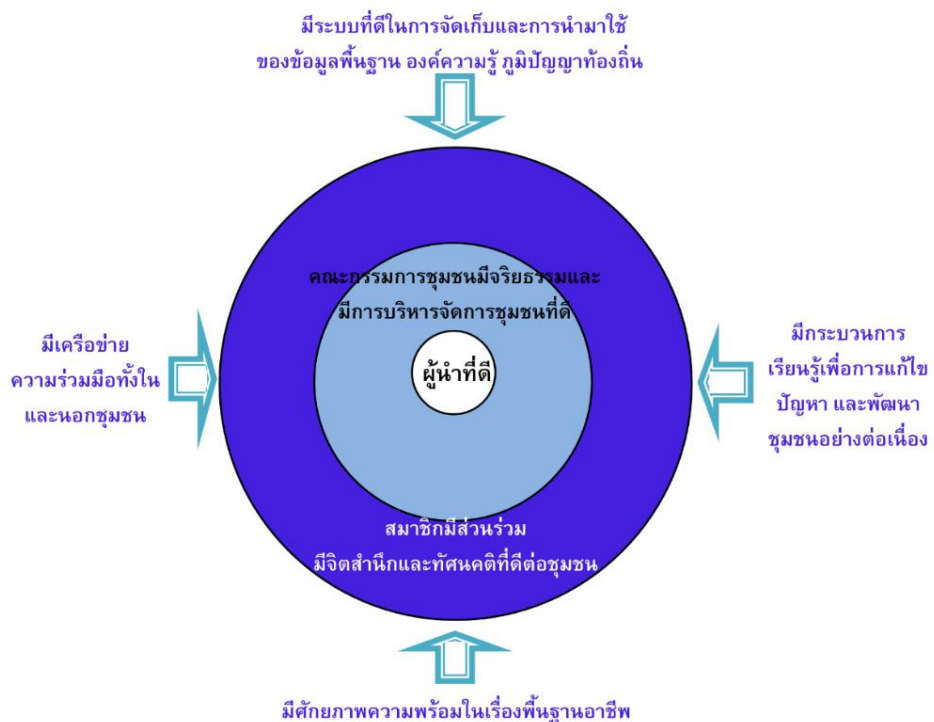 มีระบบที่ดีในการจัดเก็บและการนำมาใช้
ของข้อมูลพื้นฐาน องค์ความรู้ ภูมิปัญญาท้องถิ่น
คณะกรรมการชุมชนมีจริยธรรมและ
มีการบริหารจัดการชุมชนที่ดี
ผู้นำที่ดี
มีเครือข่าย
ความร่วมมือทั้งใน
และนอกชุมชน
มีกระบวนการ
เรียนรู้เพื่อการแก้ไข
ปัญหา และพัฒนา
ชุมชนอย่างต่อเนื่อง
สมาชิกมีส่วนร่วม
มีจิตสำนึกและทัศนคติที่ดีต่อชุมชน
มีศักยภาพความพร้อมในเรื่องพื้นฐานอาชีพ